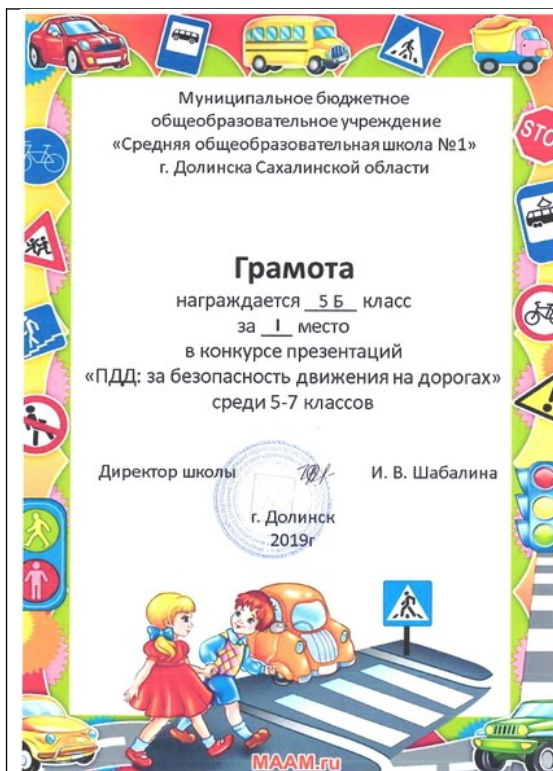 STOP
Муниципальное бюджетное
общеобразовательное учреждение
«Средняя общеобразовательная школа №1»
г. Долинска Сахалинской области
Грамота
награждается 5 Б класс
за I место
в конкурсе презентаций
«ПДД: за безопасность движения на дорогах»
среди 5-7 классов
Директор школы И. В. Шабалина
г. Долинск
2019г
MAAM.ru